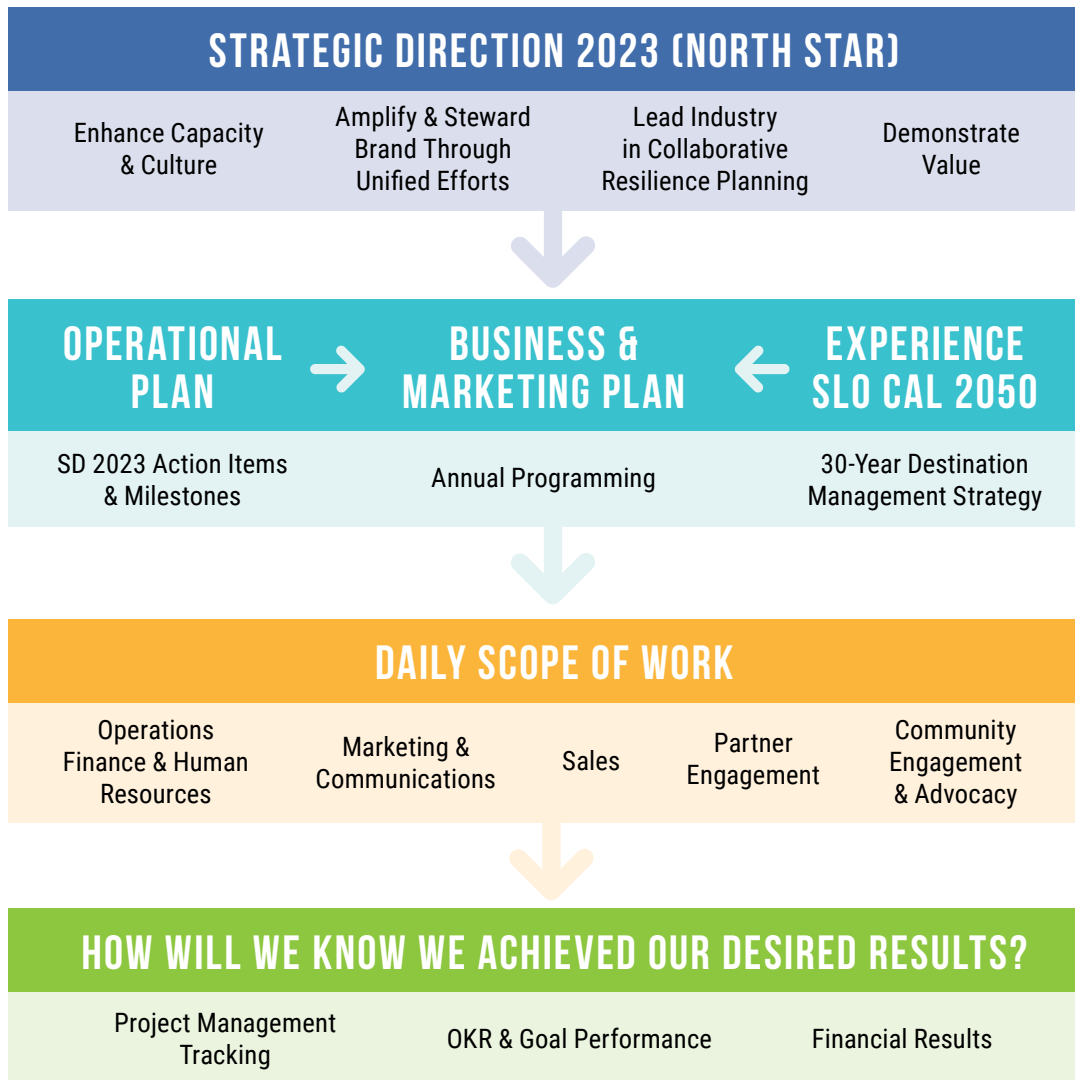 STRATEGIC DIRECTION 2023 (NORTH STAR)
Enhance Capacity
& Culture
Amplify & Steward
Brand Through
Unified Efforts
Lead Industry
in Collaborative
Resilience Planning
Demonstrate
Value
OPERATIONAL
PLAN
BUSINESS &
MARKETING PLAN
EXPERIENCE
SLO CAL 2050
SD 2023 Action Items
& Milestones
Annual Programming
30-Year Destination
Management Strategy
DAILY SCOPE OF WORK
Operations
Finance & Human
Resources
Marketing &
Communications
Sales
Partner
Engagement
Community
Engagement
& Advocacy
HOW WILL WE KNOW WE ACHIEVED OUR DESIRED RESULTS?
Project Management
Tracking
OKR & Goal Performance
Financial Results